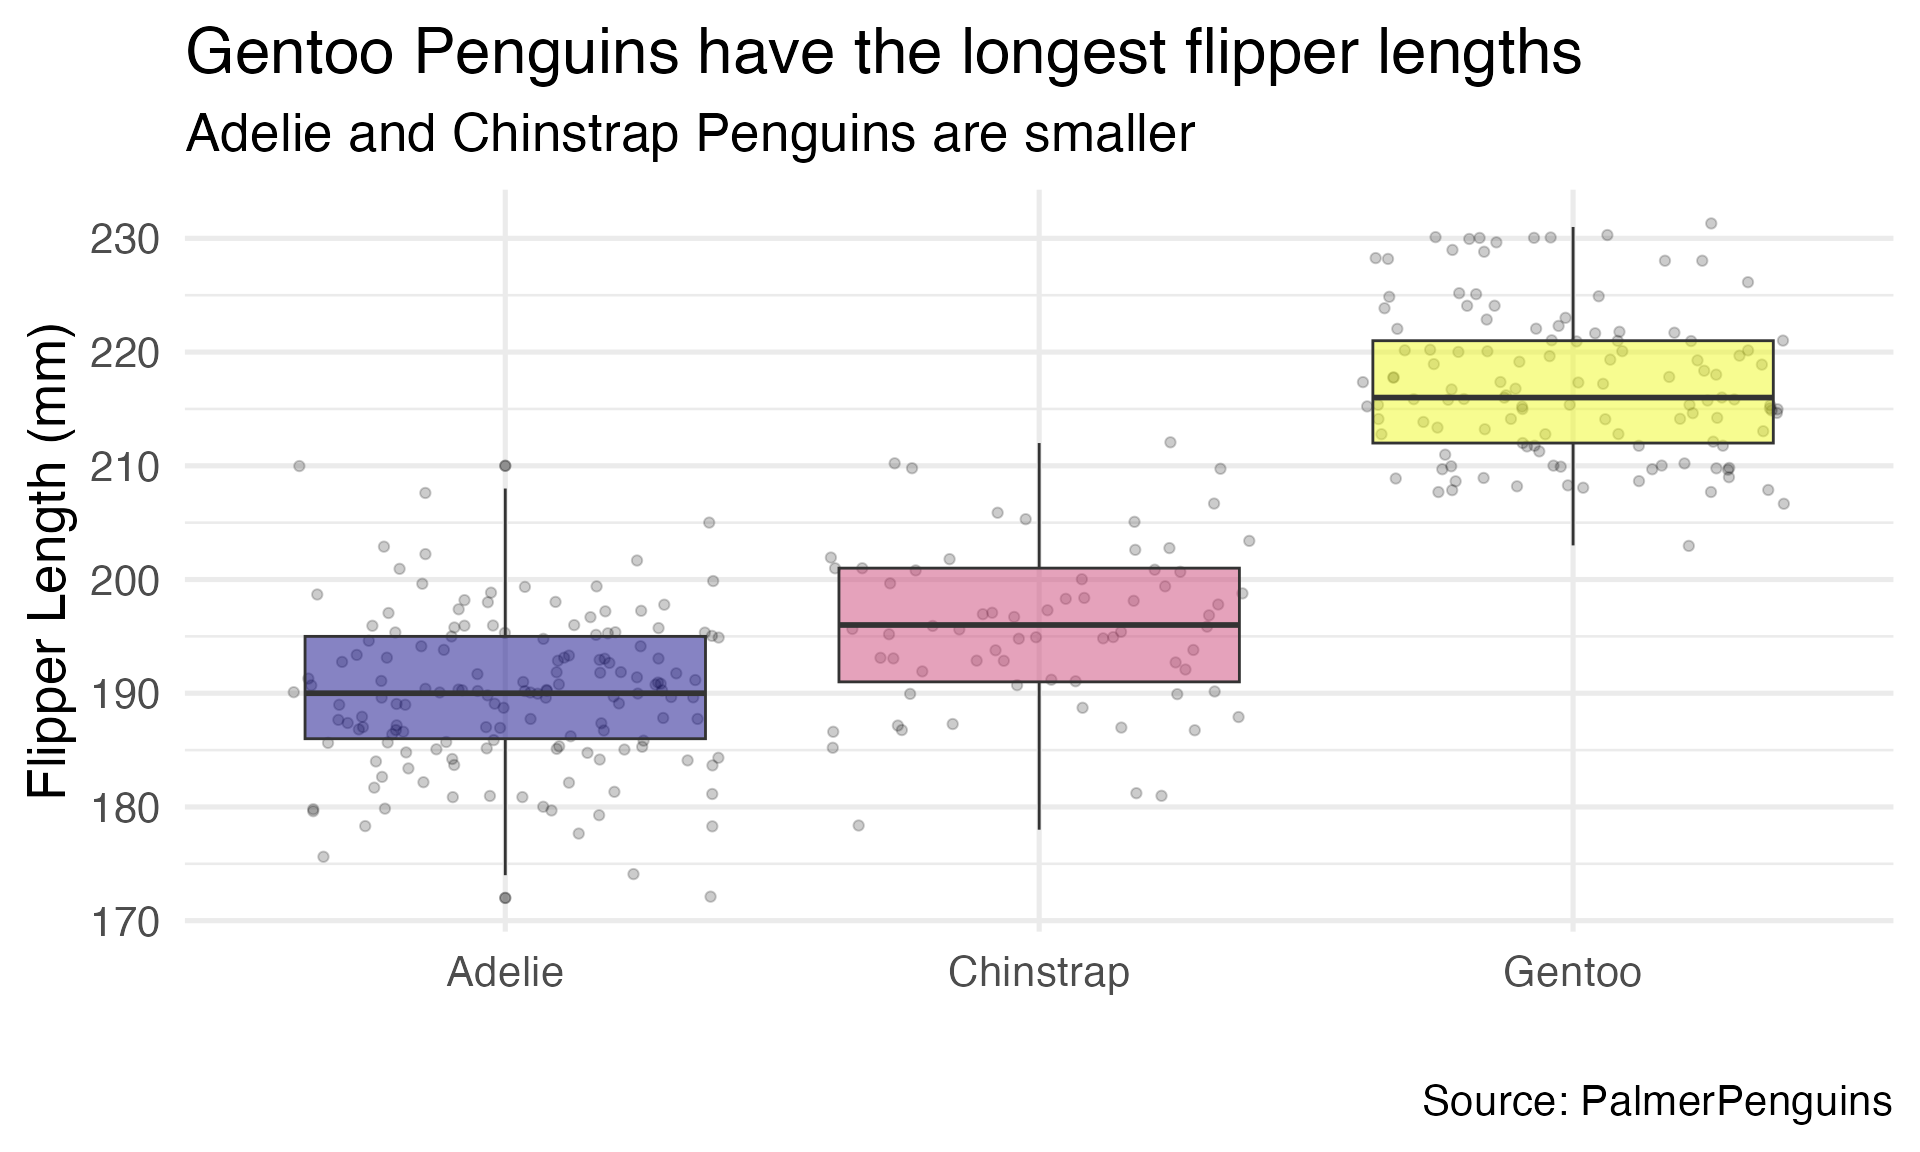 Gentoo Penguins have the longest flipper lengths
Adelie and Chinstrap Penguins are smaller
Flipper Length (mm)
230
220
210
200
190
180
170
Adelie
Chinstrap
Gentoo
Source: PalmerPenguins